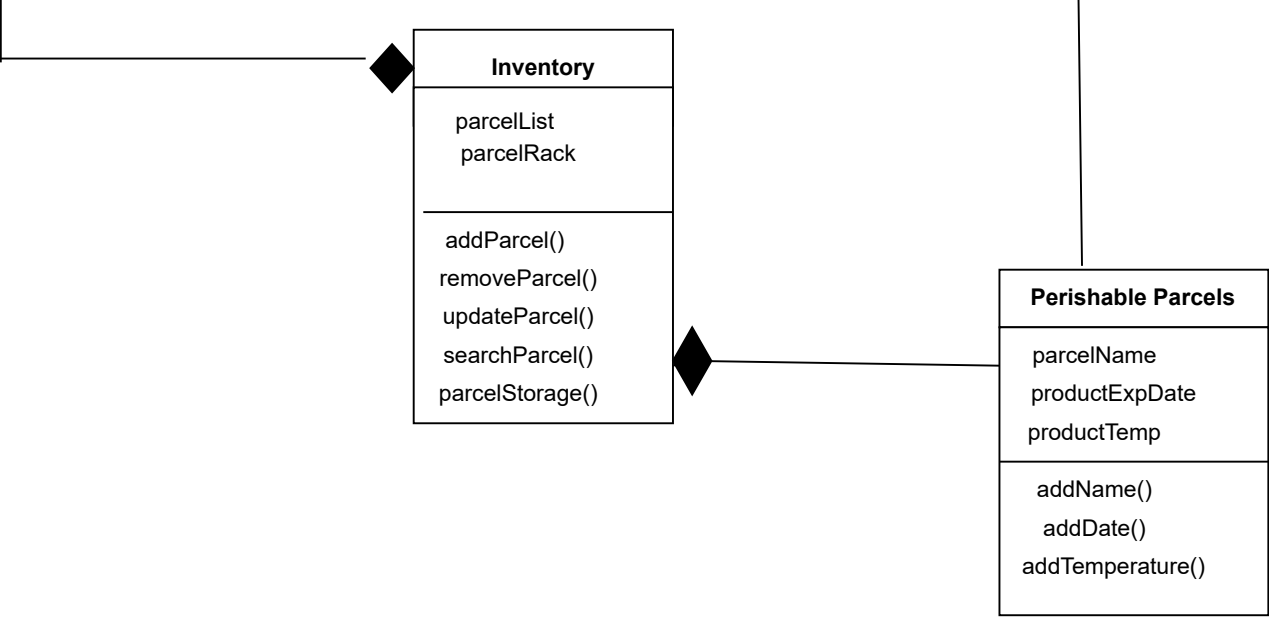 Inventory
parcelList
parcelRack
addParcel()
removeParcel()
updateParcel()
searchParcel()
parcelStorage()
Perishable Parcels
parcelName
productExpDate
productTemp
addName()
addDate()
addTemperature()